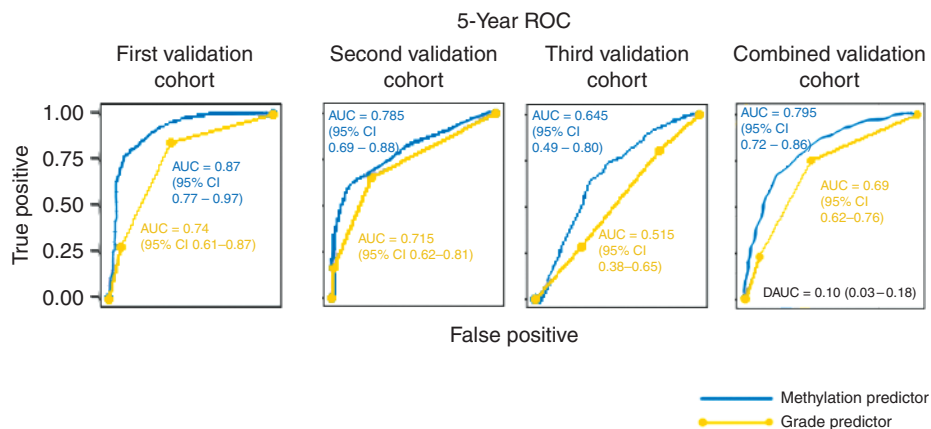 5-Year ROC
First validation
cohort
Second validation
cohort
Third validation
cohort
Combined validation
cohort
True positive
1.00
0.75
0.50
0.25
0.00
AUC = 0.87
(95% CI
0.77 – 0.97)
AUC = 0.74
(95% CI 0.61–0.87)
AUC = 0.785
(95% CI
0.69 – 0.88)
AUC = 0.715
(95% CI 0.62–0.81)
AUC = 0.645
(95% CI
0.49 – 0.80)
AUC = 0.515
(95% CI
0.38–0.65)
AUC = 0.795
(95% CI
0.72 – 0.86)
AUC = 0.69
(95% CI
0.62–0.76)
DAUC = 0.10 (0.03–0.18)
False positive
Methylation predictor
Grade predictor